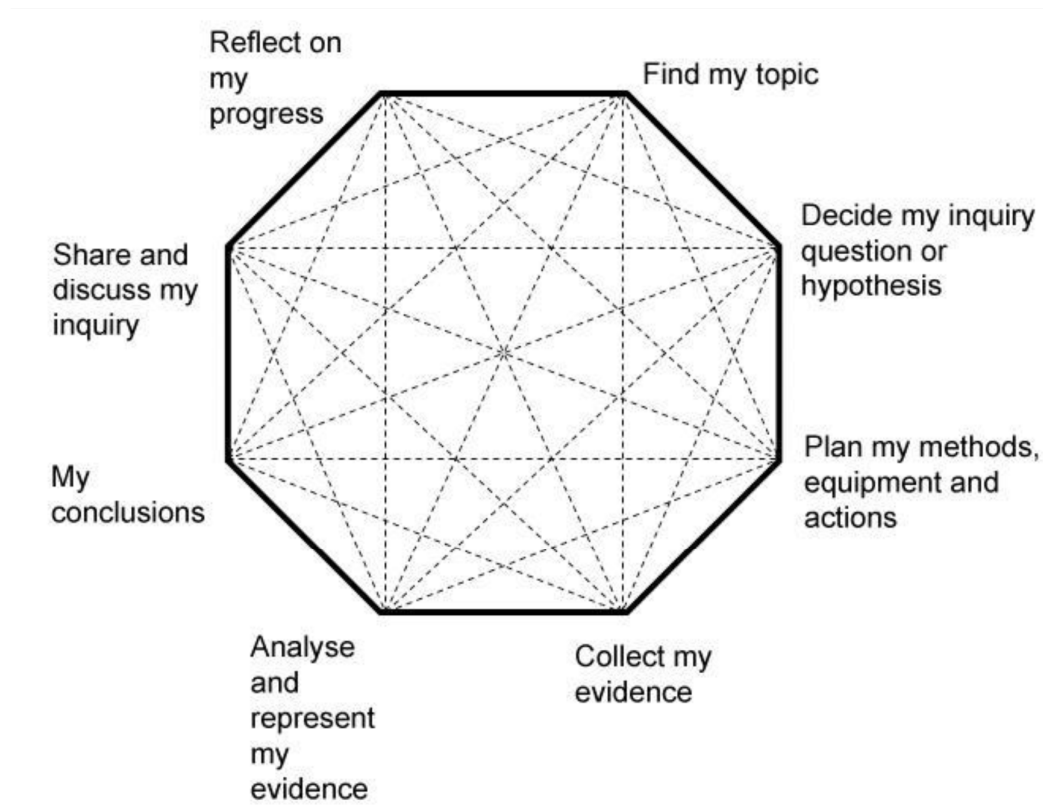 Reflect on
my
progress
Find my topic
Decide my inquiry
question or
hypothesis
Plan my methods,
equipment and
actions
Collect my
evidence
Analyse
and
represent
my
evidence
My
conclusions
Share and
discuss my
inquiry